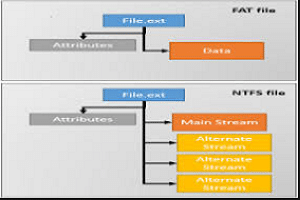 FAT file
File.ext
Attributes
Data
NTFS file
File.ext
Attributes
Main Stream
Alternate
Stream
Alternate
Stream
Alternate
Stream